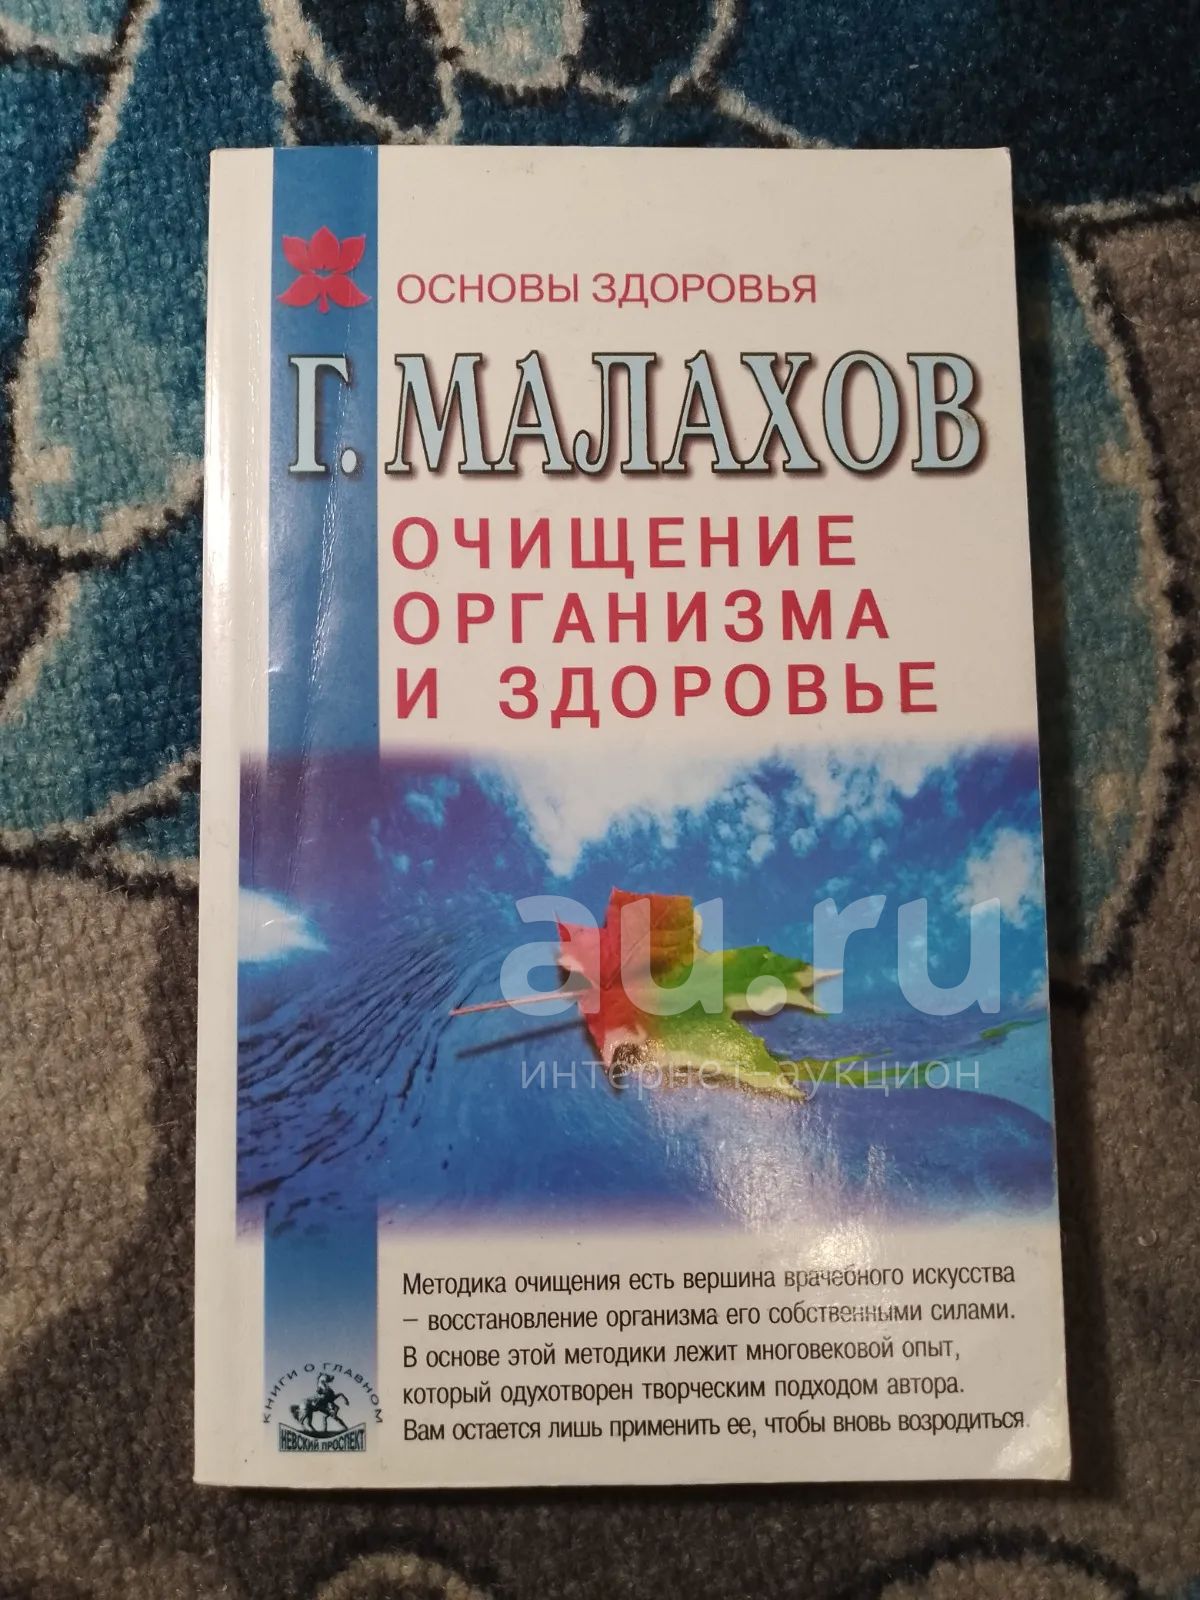 ОСНОВЫ ЗДОРОВЬЯ
Г. МАЛАХОВ
ОЧИЩЕНИЕ
ОРГАНИЗМА
И ЗДОРОВЬЕ
au.ru
интернет-аукцион
Методика очищения есть вершина врачебного искусства
– восстановление организма его собственными силами.
В основе этой методики лежит многовековой опыт,
который одухотворен творческим подходом автора.
Вам остается лишь применить ее, чтобы вновь возродиться.
КНИГИ О ГЛАВНОМ
НЕВСКИЙ ПРОСПЕКТ